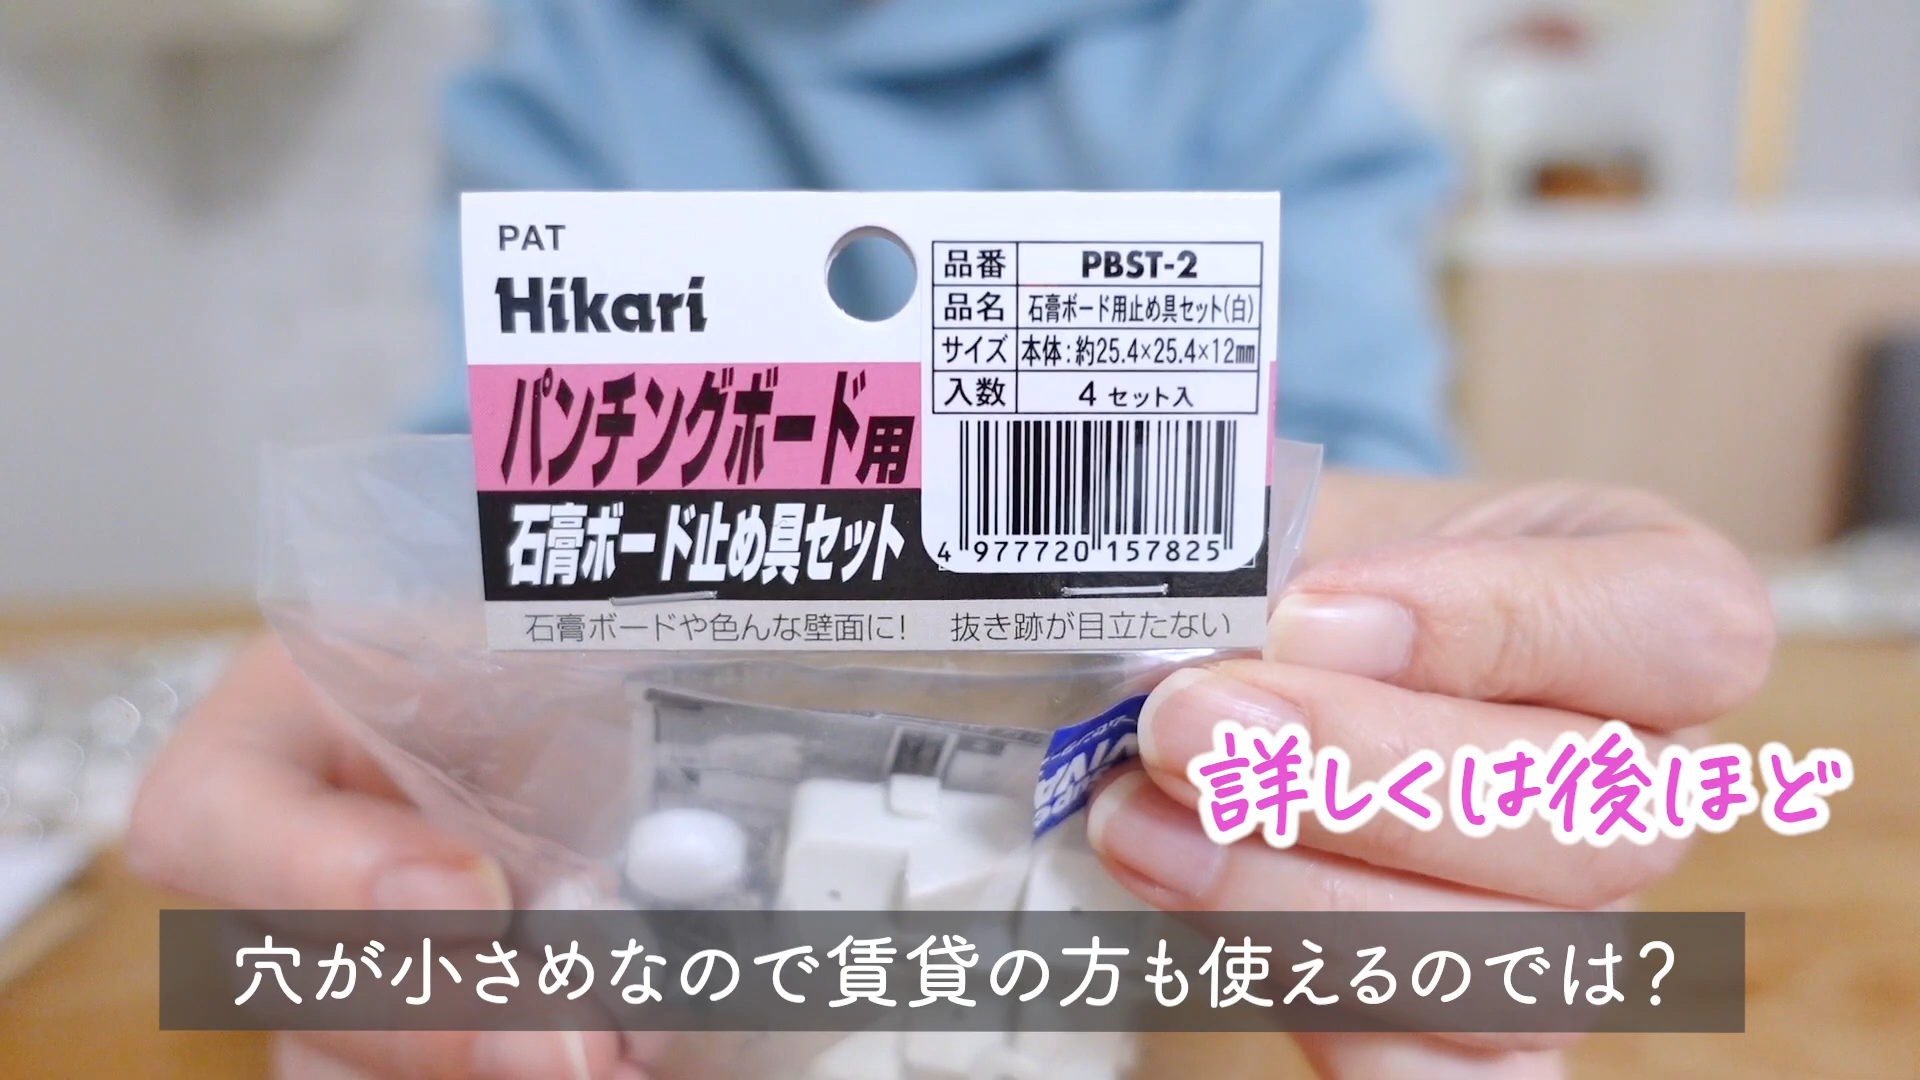 PAT
Hikari
パンチングボード用
石膏ボード止め具セット
石膏ボードや色んな壁面に! 抜き跡が目立たない
品番 PBST-2
品名 石膏ボード用止め具セット(白)
サイズ 本体:約25.4×25.4×12㎜
入数 4セット入
4 977720 157825
詳しくは後ほど
穴が小さめなので賃貸の方も使えるのでは?